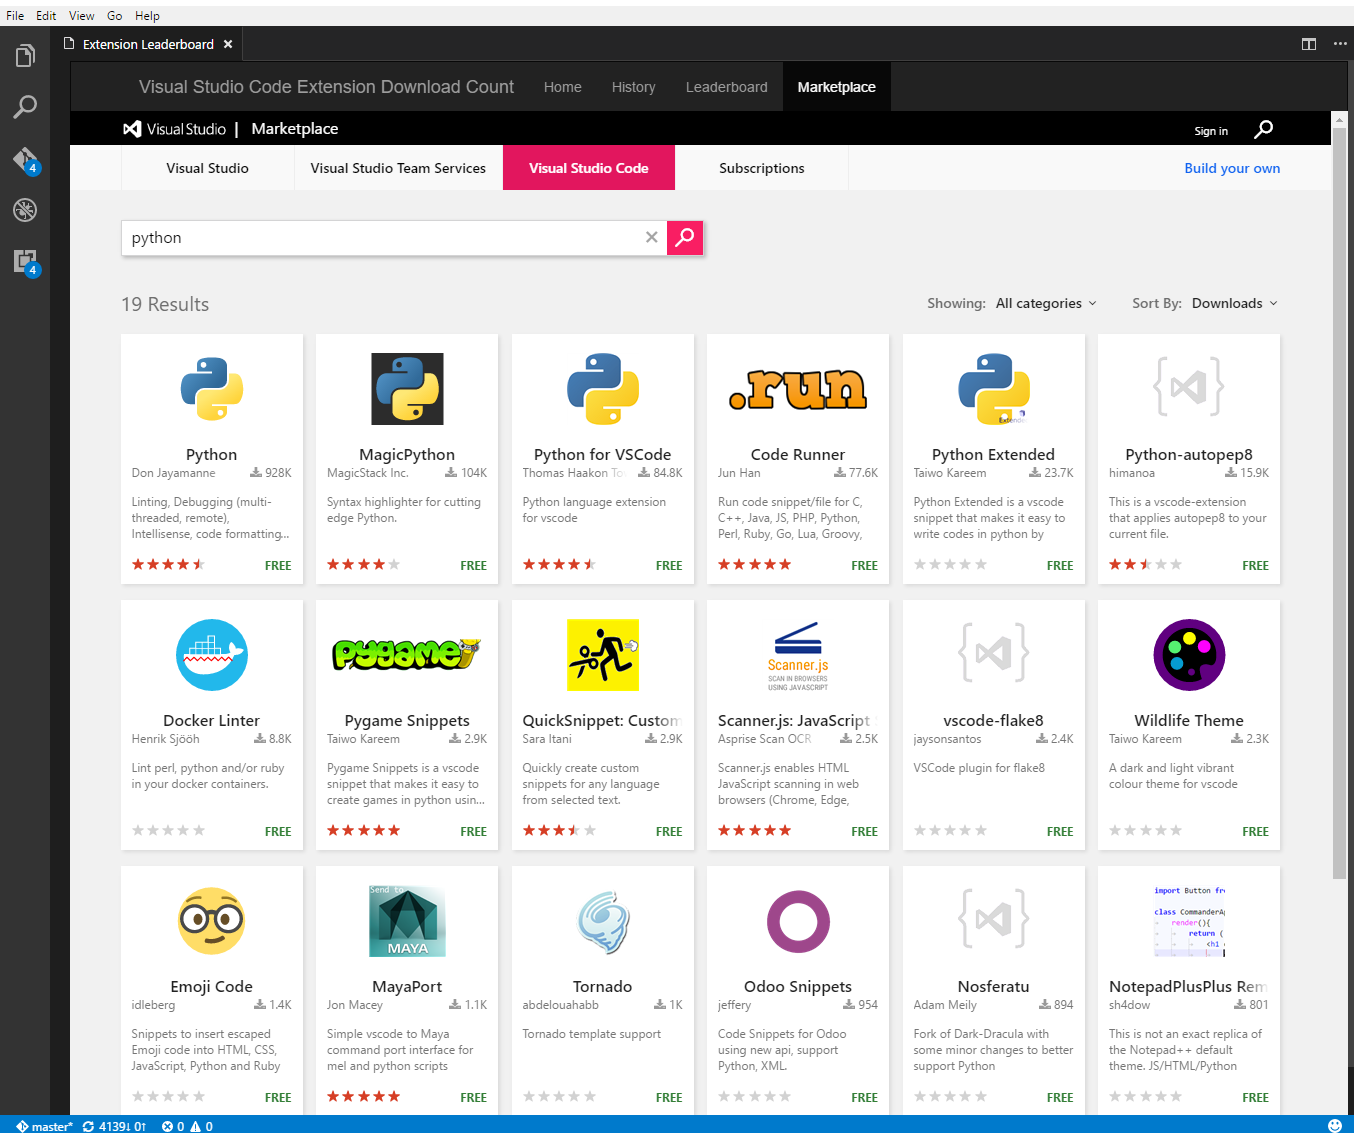 File Edit View Go Help
Extension Leaderboard
Visual Studio Code Extension Download Count Home History Leaderboard Marketplace
Visual Studio | Marketplace Sign in
Visual Studio Visual Studio Team Services Visual Studio Code Subscriptions Build your own
python
19 Results Showing: All categories Sort By: Downloads
.run
Extende
Python
Don Jayamanne 928K
Linting, Debugging (multi-
threaded, remote),
Intellisense, code formatting...
FREE
MagicPython
MagicStack Inc. 104K
Syntax highlighter for cutting
edge Python.
FREE
Python for VSCode
Thomas Haakon To 84.8K
Python language extension
for vscode
FREE
Code Runner
Jun Han 77.6K
Run code snippet/file for C,
C++, Java, JS, PHP, Python,
Perl, Ruby, Go, Lua, Groovy,
FREE
Python Extended
Taiwo Kareem 23.7K
Python Extended is a vscode
snippet that makes it easy to
write codes in python by
FREE
Python-autopep8
himanoa 15.9K
This is a vscode-extension
that applies autopep8 to your
current file.
FREE
Docker Linter
Henrik Sjööh 8.8K
Lint perl, python and/or ruby
in your docker containers.
FREE
pygame
Pygame Snippets
Taiwo Kareem 2.9K
Pygame Snippets is a vscode
snippet that makes it easy to
create games in python usin...
FREE
QuickSnippet: Custom
Sara Itani 2.9K
Quickly create custom
snippets for any language
from selected text.
FREE
Scanner.js
SCAN IN BROWSERS
USING JAVASCRIPT
Scanner.js: JavaScript S
Asprise Scan OCR 2.5K
Scanner.js enables HTML
JavaScript scanning in web
browsers (Chrome, Edge,
FREE
vscode-flake8
jaysonsantos 2.4K
VSCode plugin for flake8
FREE
Wildlife Theme
Taiwo Kareem 2.3K
A dark and light vibrant
colour theme for vscode
FREE
Emoji Code
idleberg 1.4K
Snippets to insert escaped
Emoji code into HTML, CSS,
JavaScript, Python and Ruby
FREE
Send to
MAYA
MayaPort
Jon Macey 1.1K
Simple vscode to Maya
command port interface for
mel and python scripts
FREE
Tornado
abdelouahabb 1K
Tornado template support
FREE
Odoo Snippets
jeffery 954
Code Snippets for Odoo
using new api, support
Python, XML.
FREE
Nosferatu
Adam Meily 894
Fork of Dark-Dracula with
some minor changes to better
support Python
FREE
import Button fr
class CommanderAp
render(){
return (
<h1
NotepadPlusPlus Rem
sh4dow 801
This is not an exact replica of
the Notepad++ default
theme. JS/HTML/Python
FREE
4
4
master* 4139↓ 0↑ 0 0